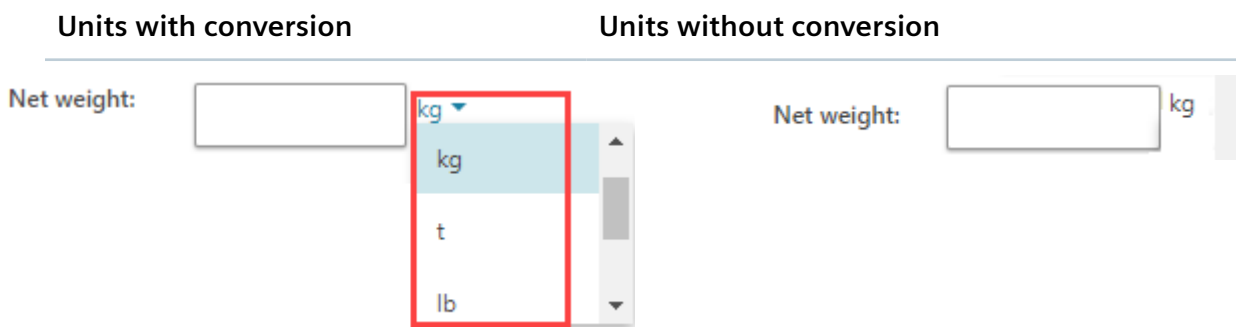 Units with conversion
Units without conversion
Net weight:
kg
kg
t
lb
Net weight:
kg